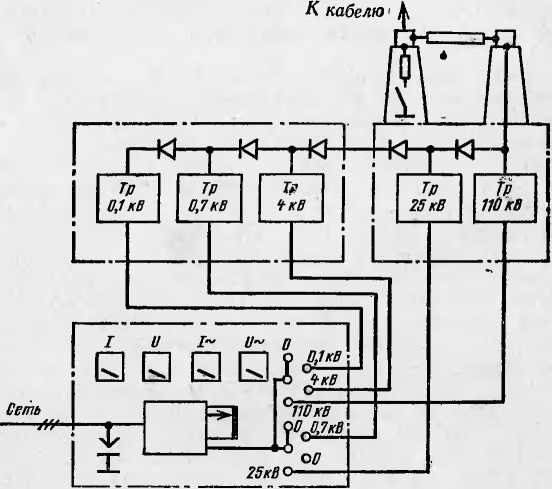 К кабелю
Тр
0,1 кВ
Тр
0,7 кВ
Тр
4 кВ
Тр
25 кВ
Тр
110 кВ
I
U
I~
U~
0
0,1 кВ
4 кВ
110 кВ
0
0,7 кВ
0
25 кВ
Сеть